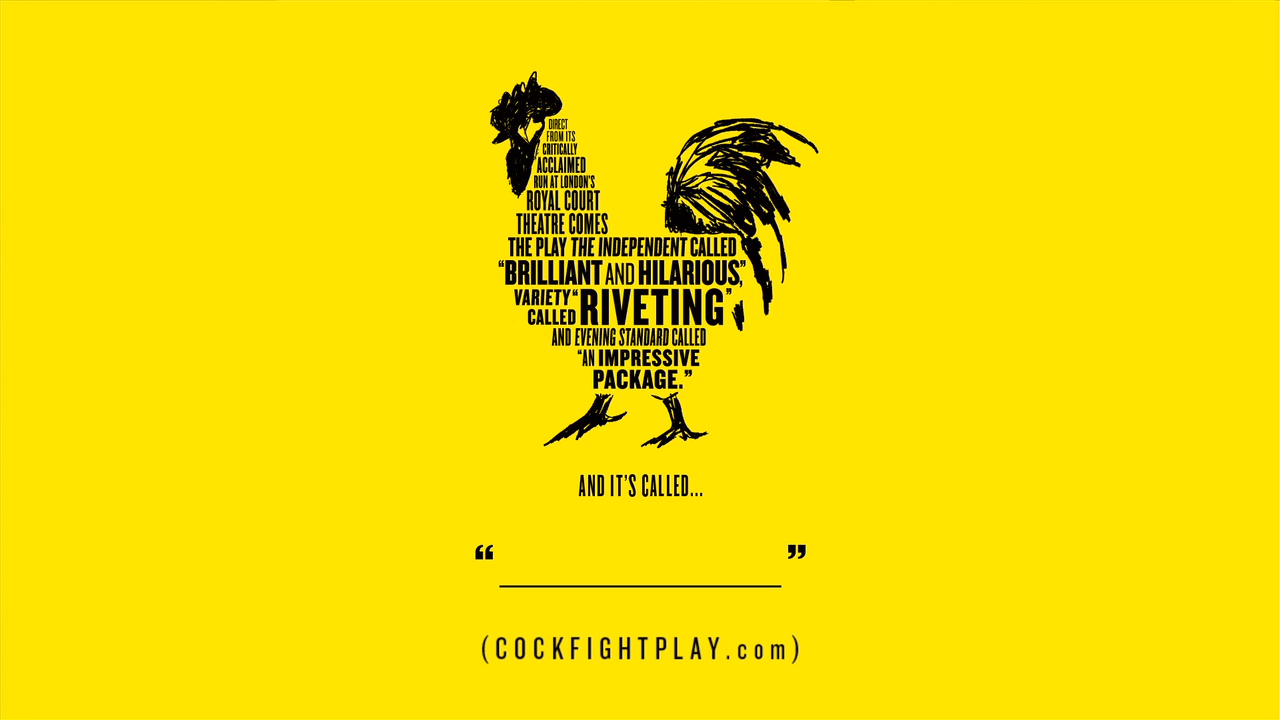 DIRECT
FROM ITS
CRITICALLY
ACCLAIMED
RUN AT LONDON'S
ROYAL COURT
THEATRE COMES
THE PLAY THE INDEPENDENT CALLED
“BRILLIANT AND HILARIOUS,”
VARIETY
CALLED “RIVETING”
AND EVENING STANDARD CALLED
“AN IMPRESSIVE
PACKAGE.”
AND IT'S CALLED...
“ ”
(COCKFIGHTPLAY.com)